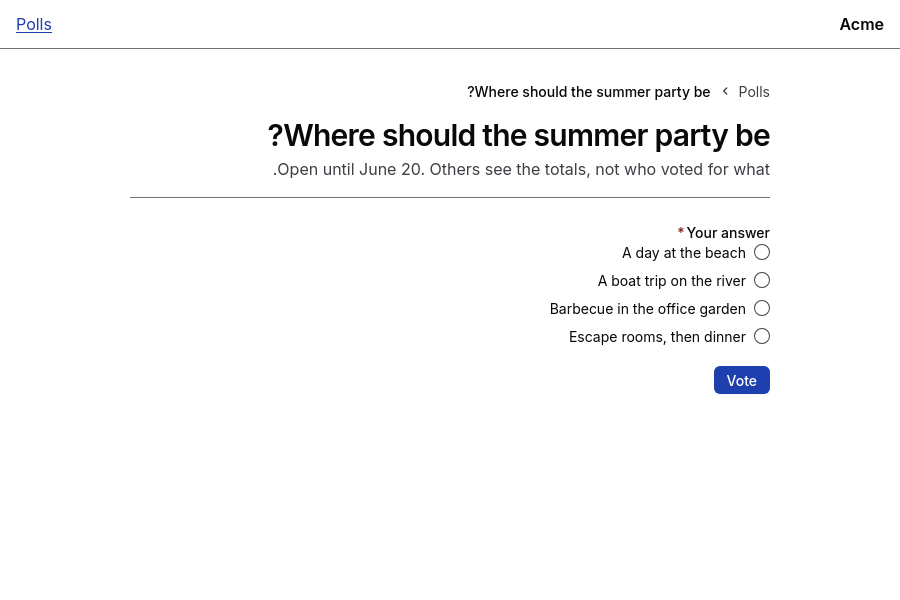 Polls Acme
?Where should the summer party be ‹ Polls
?Where should the summer party be
.Open until June 20. Others see the totals, not who voted for what
* Your answer
A day at the beach
A boat trip on the river
Barbecue in the office garden
Escape rooms, then dinner
Vote